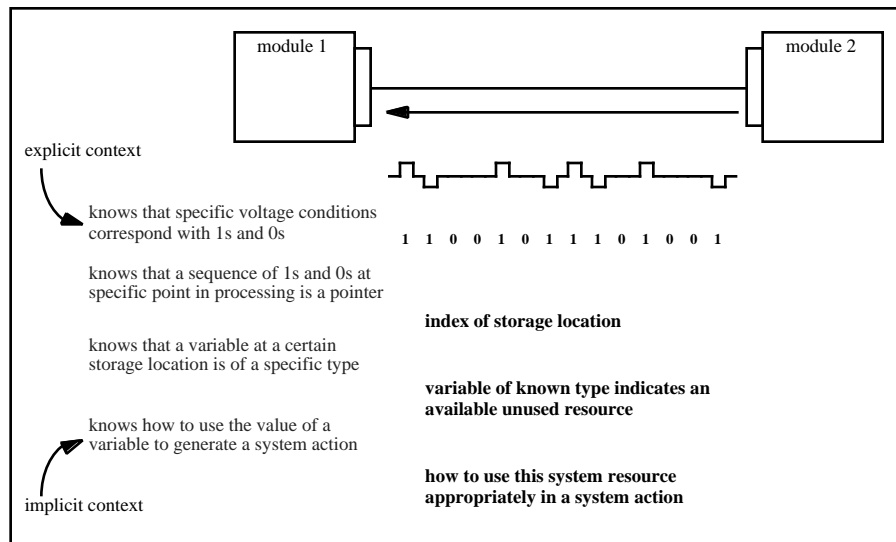 module 1
module 2
explicit context
knows that specific voltage conditions
correspond with 1s and 0s
1 1 0 0 1 0 1 1 1 0 1 0 0 1
knows that a sequence of 1s and 0s at
specific point in processing is a pointer
index of storage location
knows that a variable at a certain
storage location is of a specific type
variable of known type indicates an
available unused resource
knows how to use the value of a
variable to generate a system action
how to use this system resource
appropriately in a system action
implicit context